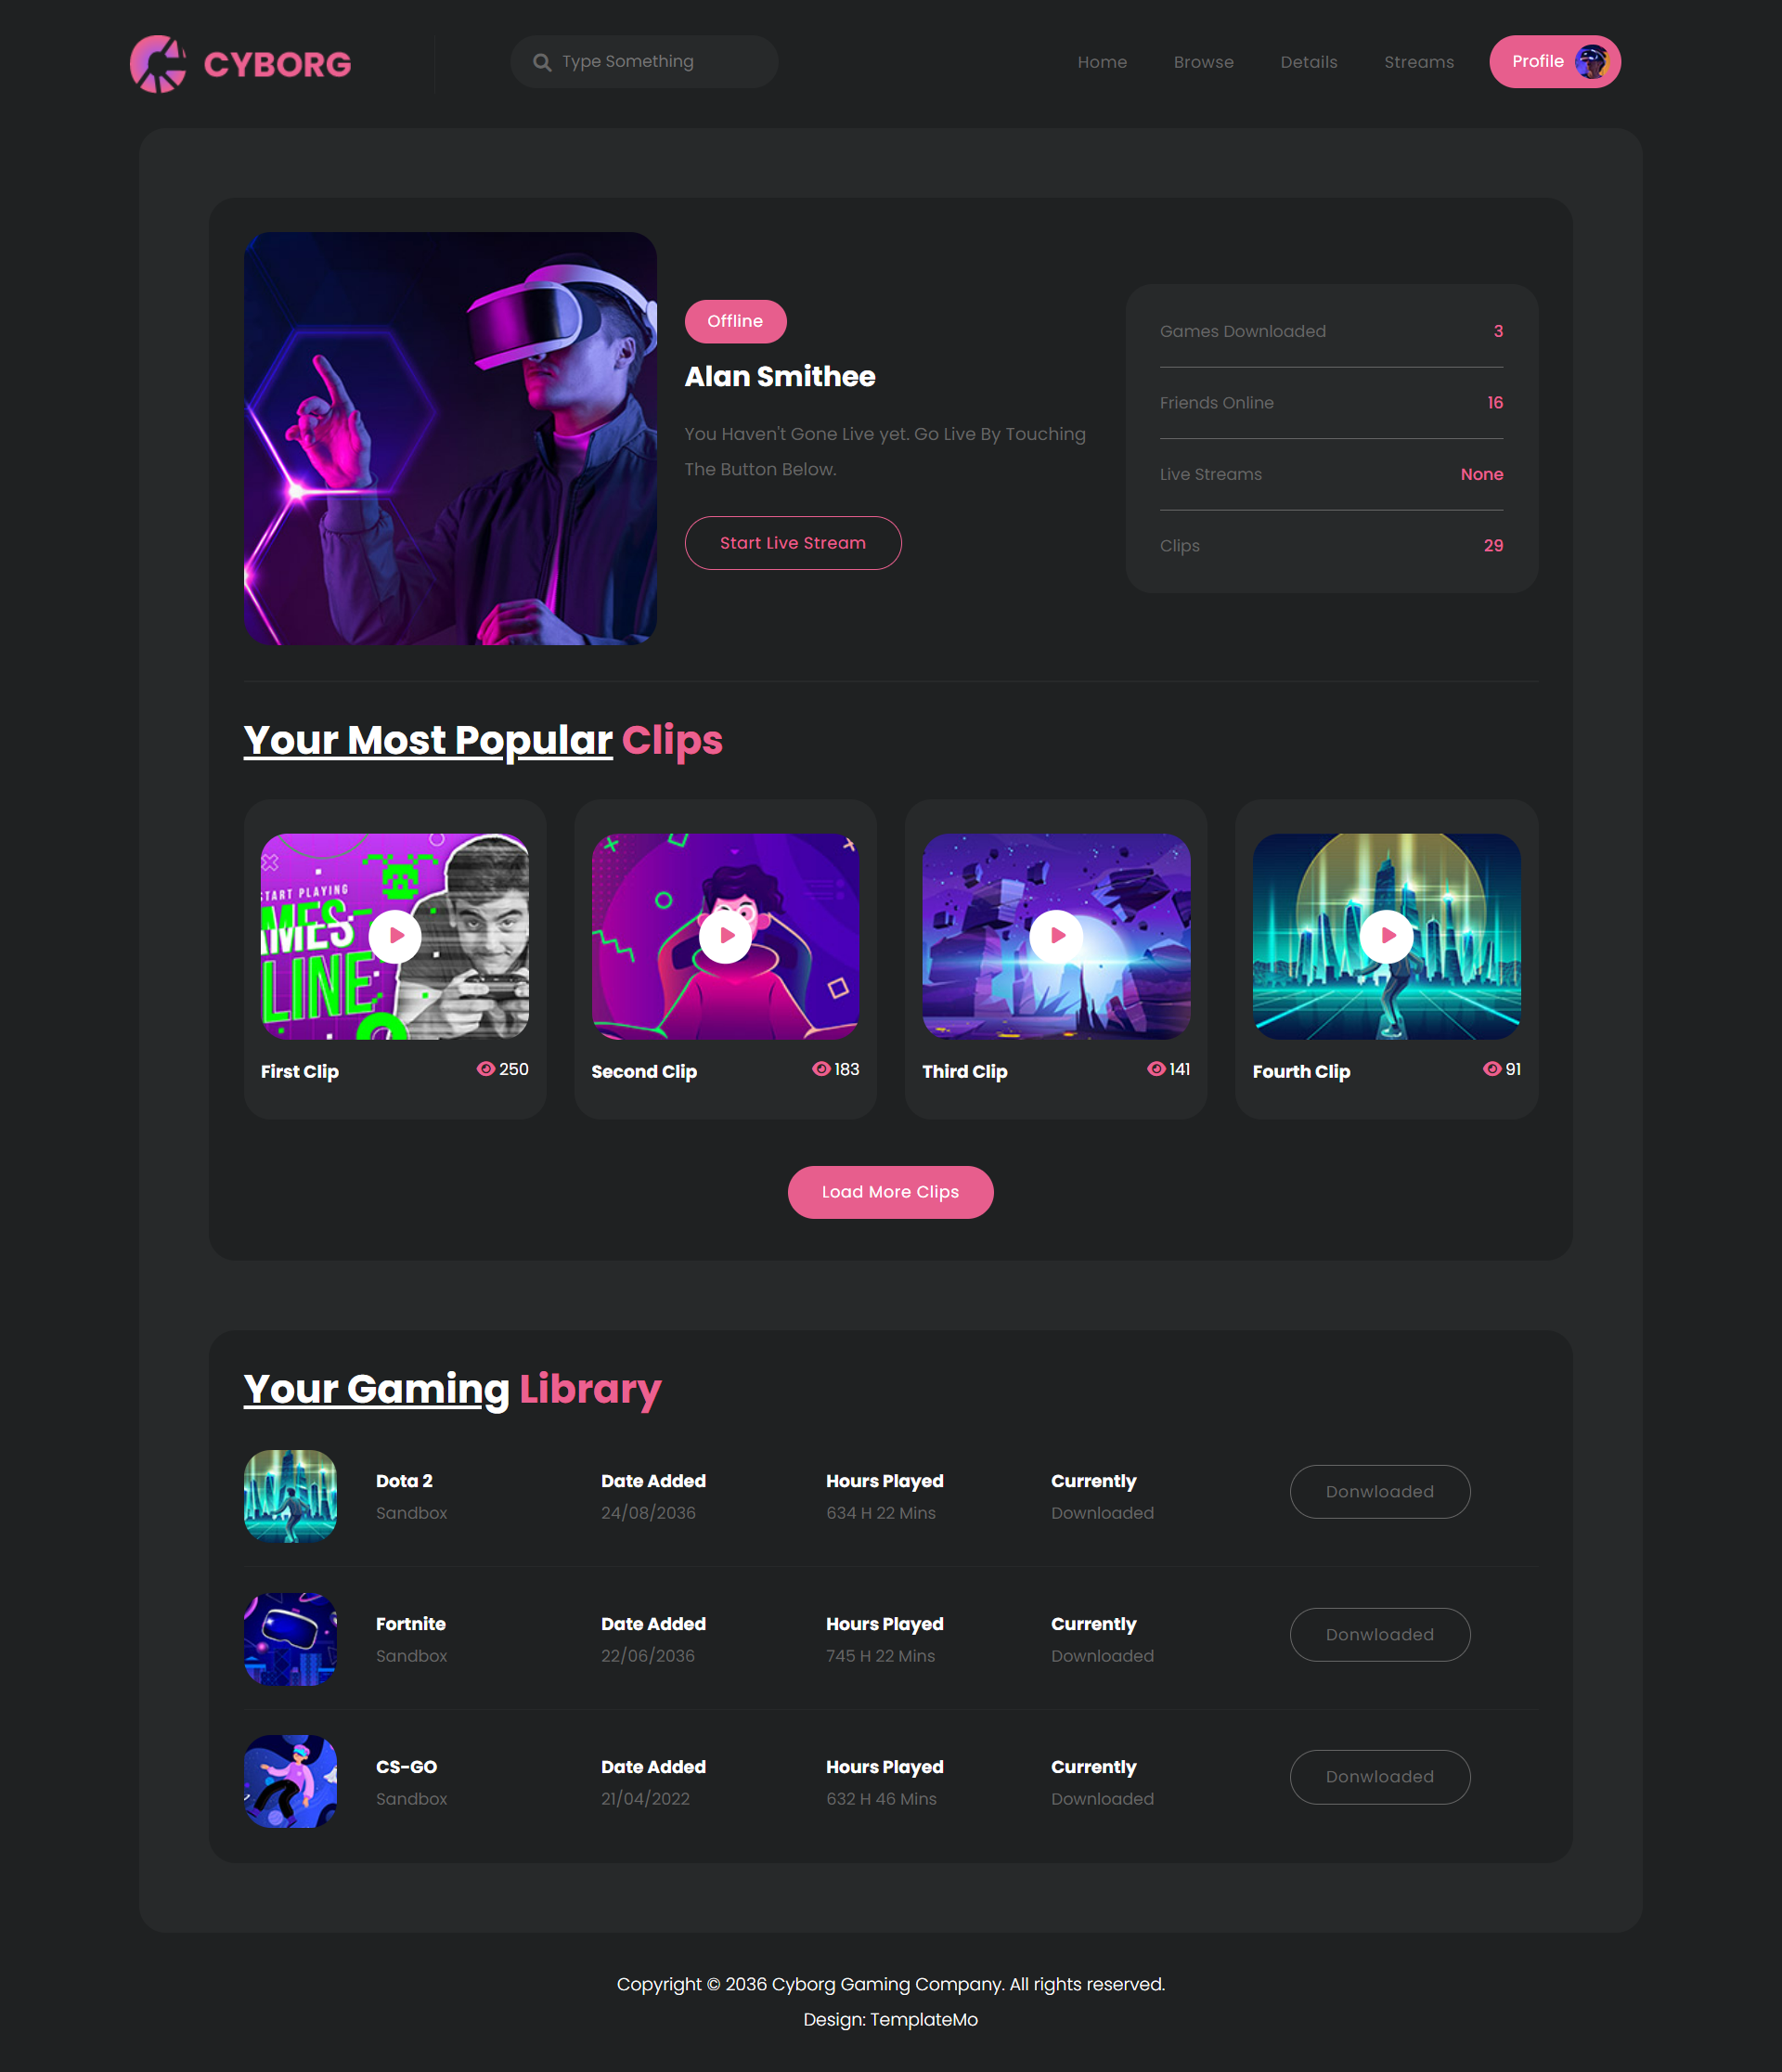 CYBORG
Type Something
Home
Browse
Details
Streams
Profile
Offline
Alan Smithee
You Haven't Gone Live yet. Go Live By Touching
The Button Below.
Start Live Stream
Games Downloaded 3
Friends Online 16
Live Streams None
Clips 29
Your Most Popular Clips
START PLAYING
AMES-
LINE
First Clip 250
Second Clip 183
Third Clip 141
Fourth Clip 91
Load More Clips
Your Gaming Library
Dota 2 Date Added Hours Played Currently
Sandbox 24/08/2036 634 H 22 Mins Downloaded
Donwloaded
Fortnite Date Added Hours Played Currently
Sandbox 22/06/2036 745 H 22 Mins Downloaded
Donwloaded
CS-GO Date Added Hours Played Currently
Sandbox 21/04/2022 632 H 46 Mins Downloaded
Donwloaded
Copyright © 2036 Cyborg Gaming Company. All rights reserved.
Design: TemplateMo